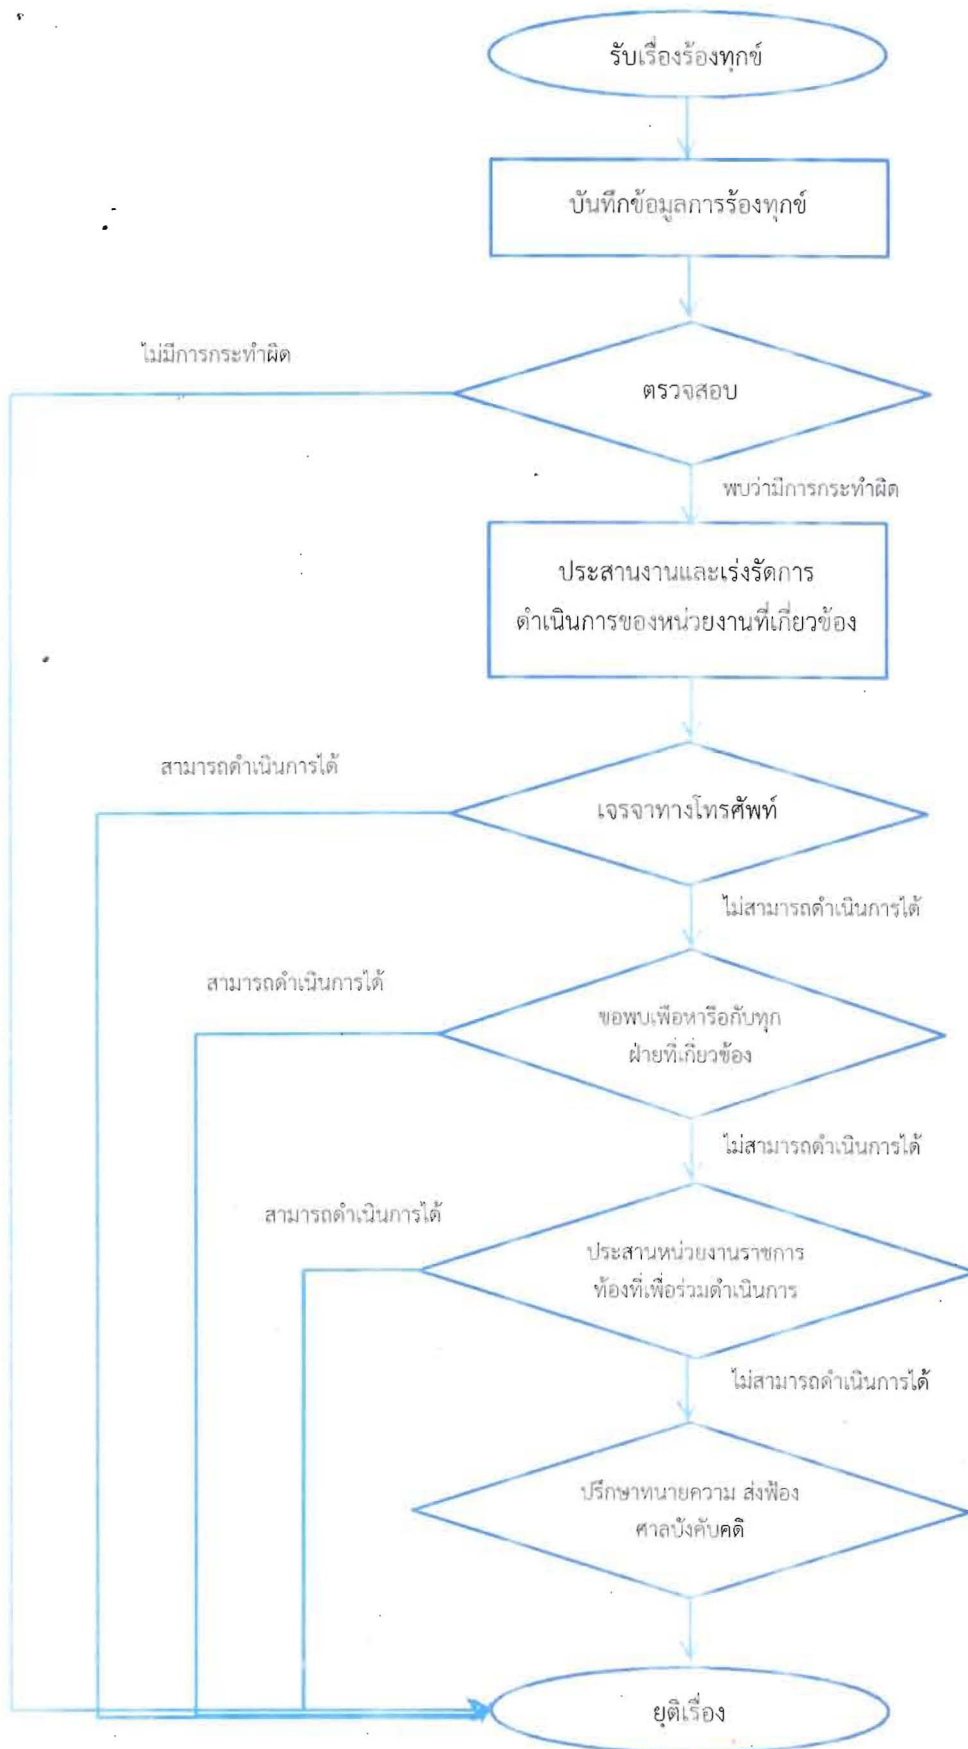 รับเรื่องร้องทุกข์
บันทึกข้อมูลการร้องทุกข์
ไม่มีการกระทำผิด
ตรวจสอบ
พบว่ามีการกระทำผิด
ประสานงานและเร่งรัดการ
ดำเนินการของหน่วยงานที่เกี่ยวข้อง
สามารถดำเนินการได้
เจรจาทางโทรศัพท์
ไม่สามารถดำเนินการได้
สามารถดำเนินการได้
ขอพบเพื่อหารือกับทุก
ฝ่ายที่เกี่ยวข้อง
ไม่สามารถดำเนินการได้
สามารถดำเนินการได้
ประสานหน่วยงานราชการ
ท้องที่เพื่อร่วมดำเนินการ
ไม่สามารถดำเนินการได้
ปรึกษาทนายความ ส่งฟ้อง
ศาลบังคับคดี
ยุติเรื่อง